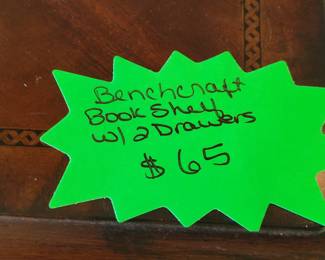 Benchcraft
Book Shelf
w/ 2 Drawers
$ 65